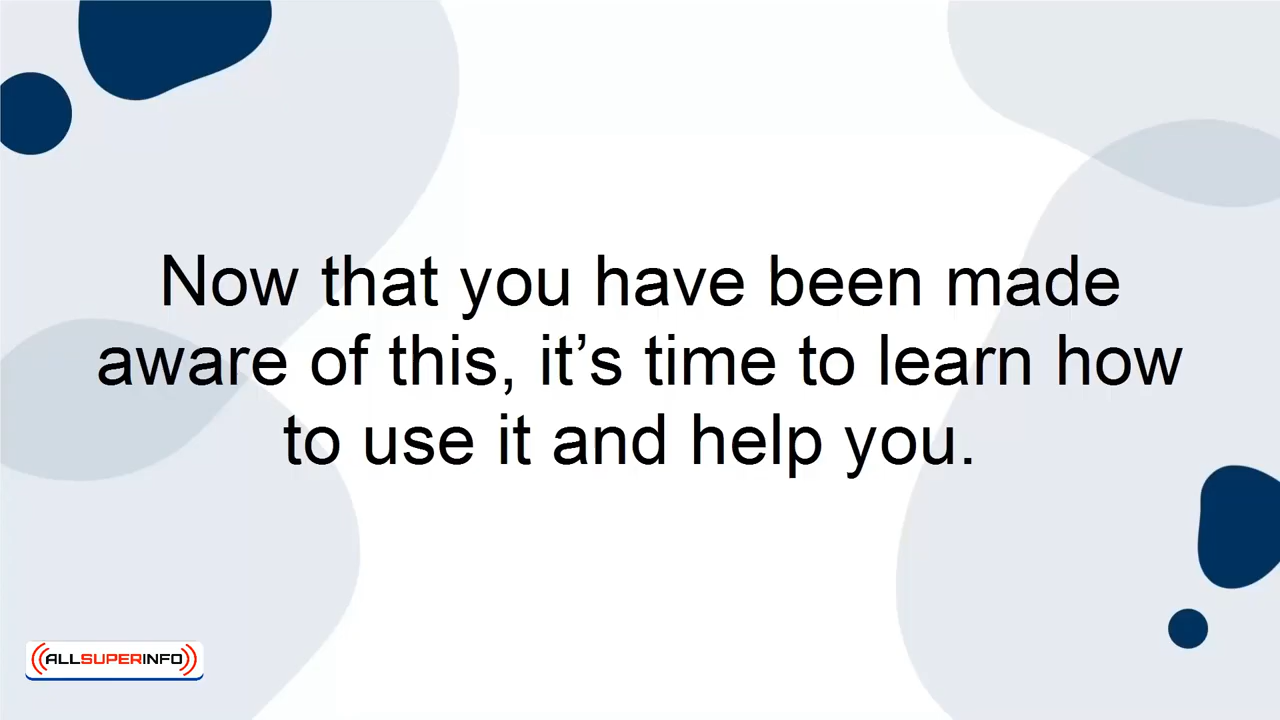 Now that you have been made
aware of this, it’s time to learn how
to use it and help you.
ALLSUPERINFO